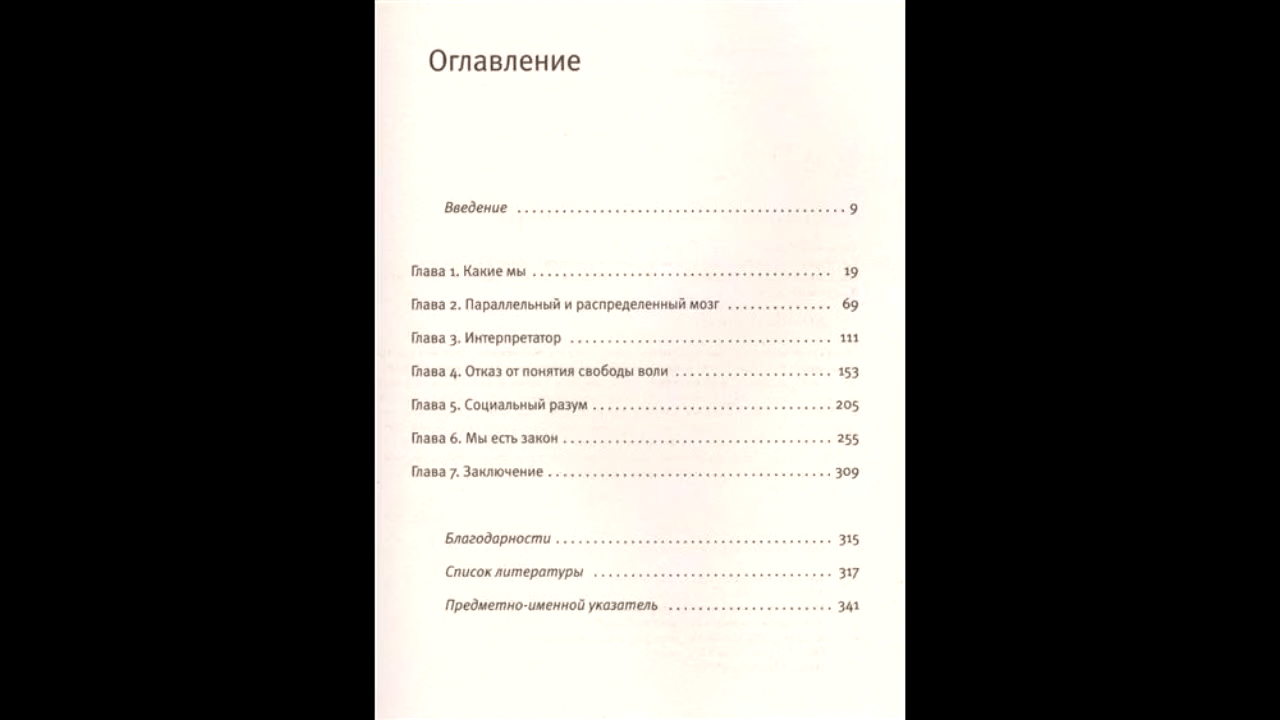 Оглавление
Введение ........................................... 9
Глава 1. Какие мы ....................................... 19
Глава 2. Параллельный и распределенный мозг .............. 69
Глава 3. Интерпретатор ................................... 111
Глава 4. Отказ от понятия свободы воли ..................... 153
Глава 5. Социальный разум ................................ 205
Глава 6. Мы есть закон .................................... 255
Глава 7. Заключение ...................................... 309
Благодарности ..................................... 315
Список литературы ................................ 317
Предметно-именной указатель ...................... 341